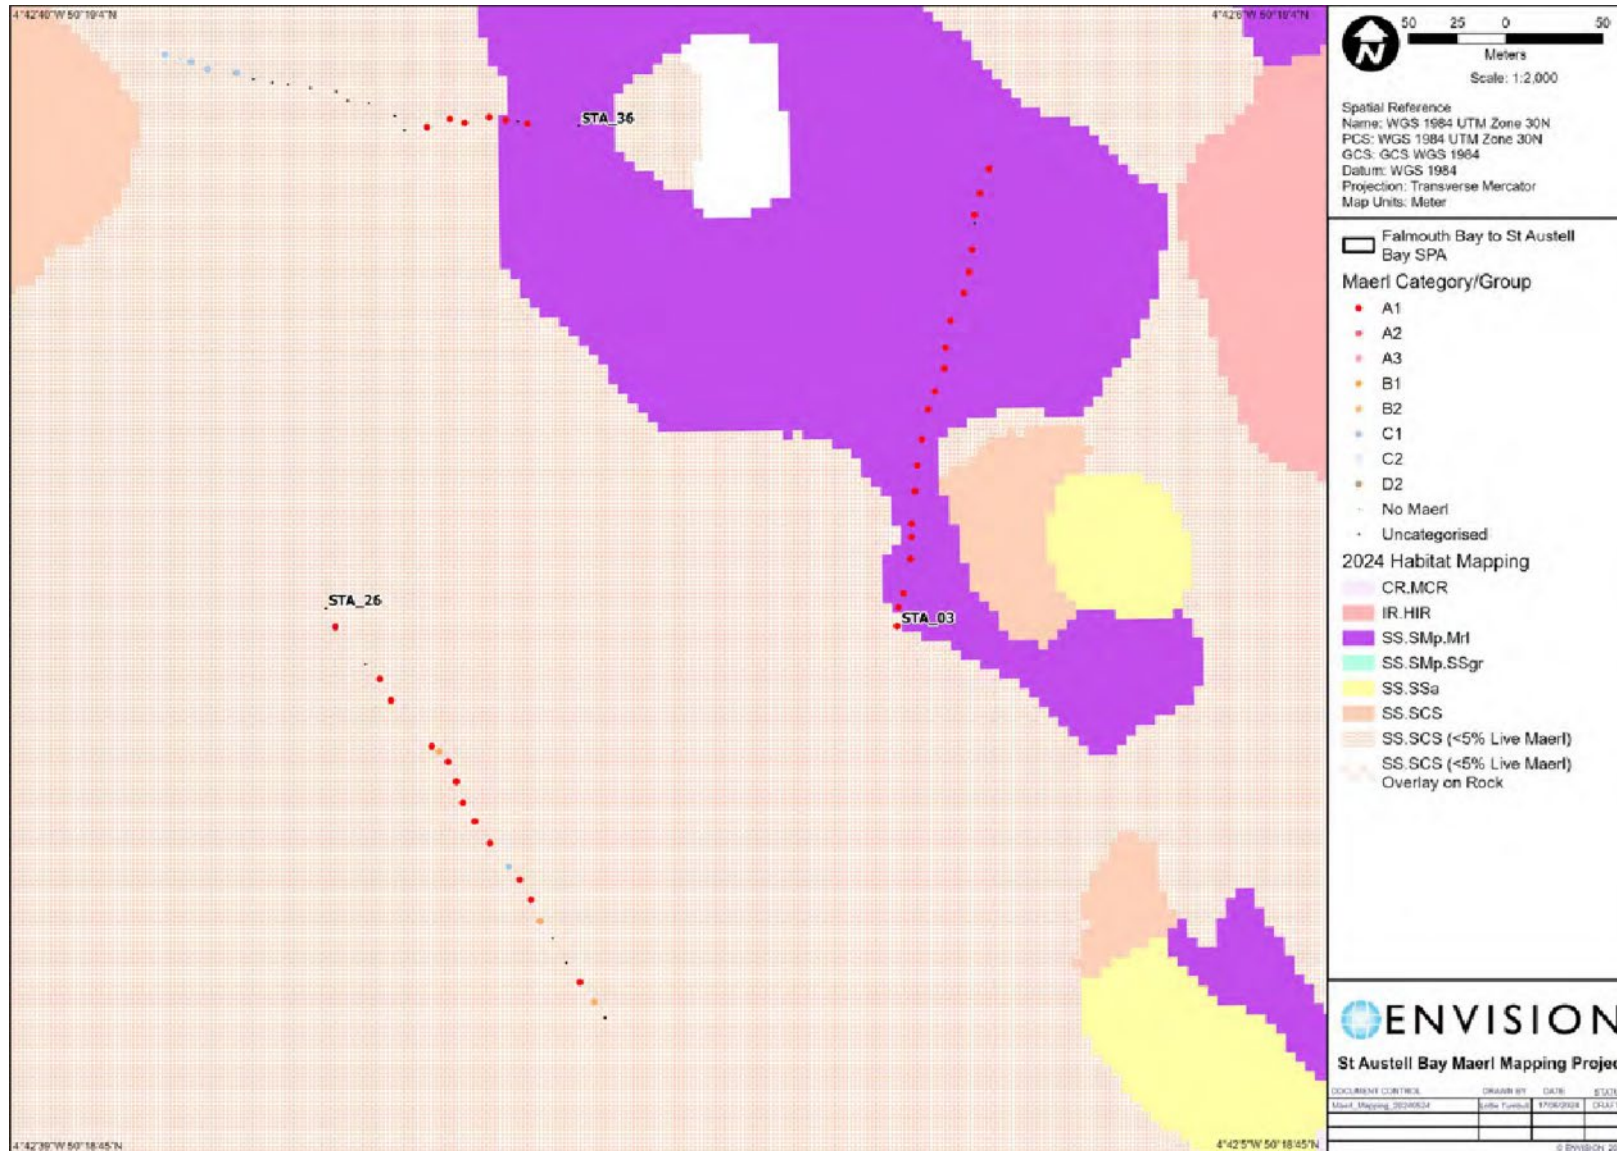 4°42'40"W 50°19'4"N
4°42'6"W 50°19'4"N
STA_36
STA_26
STA_03
4°42'39"W 50°18'45"N
4°42'5"W 50°18'45"N
N
50 25 0 50
Meters
Scale: 1:2,000
Spatial Reference
Name: WGS 1984 UTM Zone 30N
PCS: WGS 1984 UTM Zone 30N
GCS: GCS WGS 1984
Datum: WGS 1984
Projection: Transverse Mercator
Map Units: Meter
Falmouth Bay to St Austell
Bay SPA
Maerl Category/Group
A1
A2
A3
B1
B2
C1
C2
D2
No Maerl
Uncategorised
2024 Habitat Mapping
CR.MCR
IR.HIR
SS.SMp.Mrl
SS.SMp.SSgr
SS.SSa
SS.SCS
SS.SCS (<5% Live Maerl)
SS.SCS (<5% Live Maerl)
Overlay on Rock
ENVISION
St Austell Bay Maerl Mapping Projec
DOCUMENT CONTROL DRAWN BY DATE
© ENVISION, 20